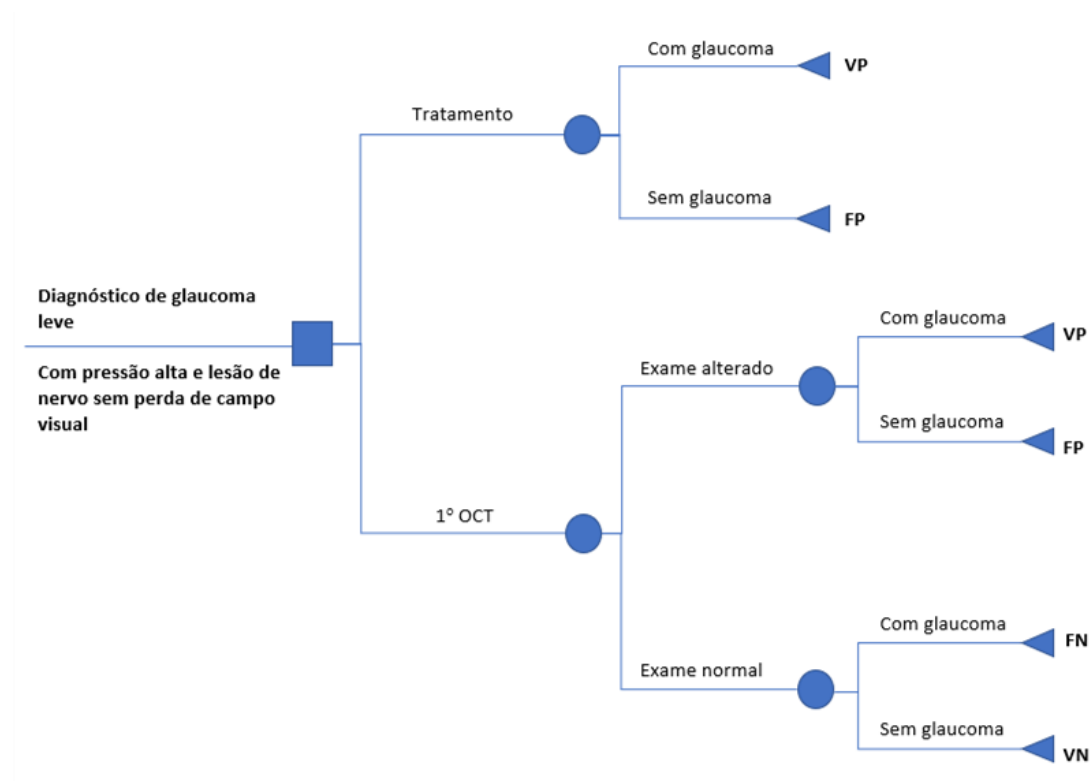 Com glaucoma
VP
Tratamento
Sem glaucoma
FP
Diagnóstico de glaucoma
leve
Com pressão alta e lesão de
nervo sem perda de campo
visual
Com glaucoma
VP
Exame alterado
Sem glaucoma
FP
1º OCT
Com glaucoma
FN
Exame normal
Sem glaucoma
VN